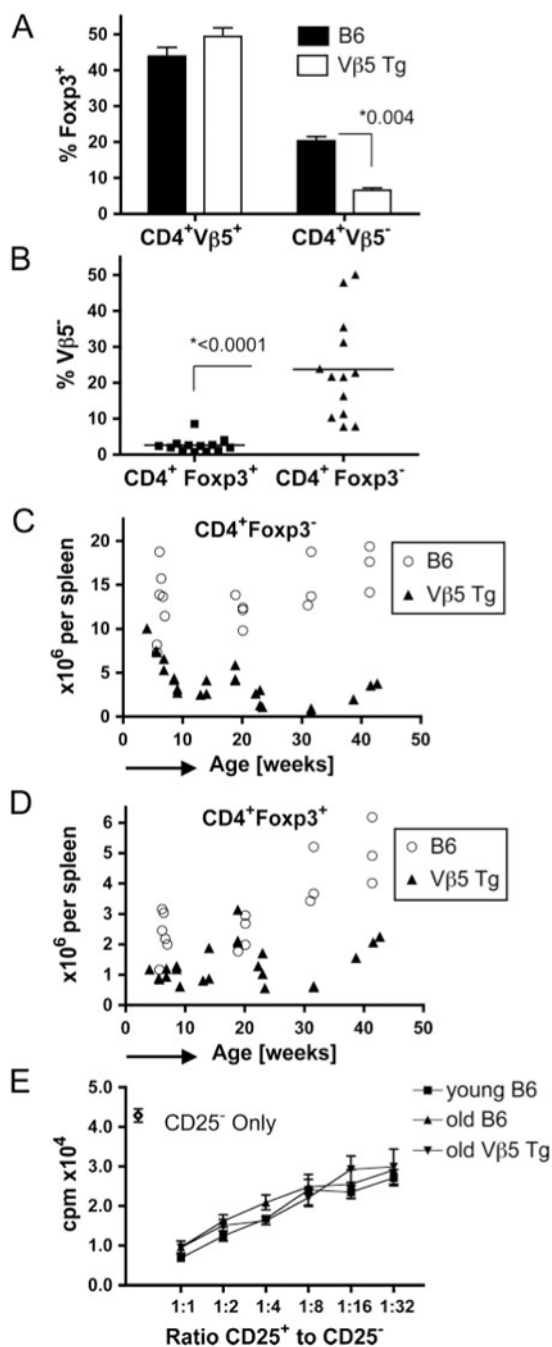 A
B6
Vβ5 Tg
% Foxp3⁺
50
40
30
20
10
0
*0.004
CD4⁺Vβ5⁺ CD4⁺Vβ5⁻
B
% Vβ5⁻
50
40
30
20
10
0
*<0.0001
CD4⁺ Foxp3⁺ CD4⁺ Foxp3⁻
C
CD4⁺Foxp3⁻
B6
Vβ5 Tg
x10⁶ per spleen
20
15
10
5
0
0 10 20 30 40 50
Age [weeks]
D
CD4⁺Foxp3⁺
B6
Vβ5 Tg
x10⁶ per spleen
6
5
4
3
2
1
0
0 10 20 30 40 50
Age [weeks]
E
CD25⁻ Only
young B6
old B6
old Vβ5 Tg
cpm x10⁴
5.0
4.0
3.0
2.0
1.0
0.0
1:1 1:2 1:4 1:8 1:16 1:32
Ratio CD25⁺ to CD25⁻